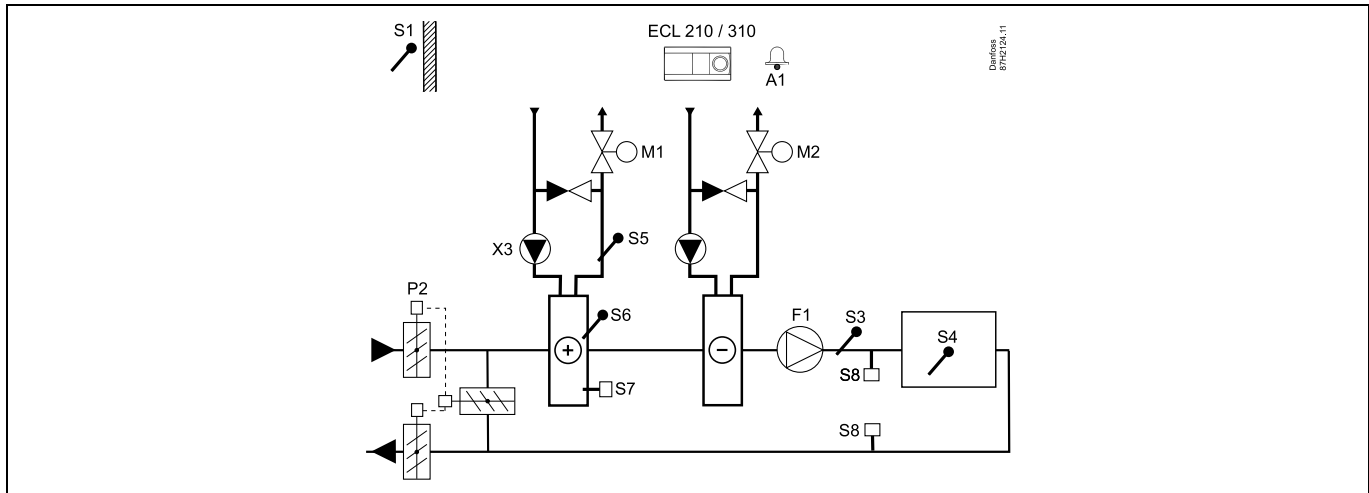 S1
ECL 210 / 310
A1
Danfoss
87H2124.11
M1
M2
X3
S5
P2
S6
F1
S3
S4
+
−
S7
S8
S8